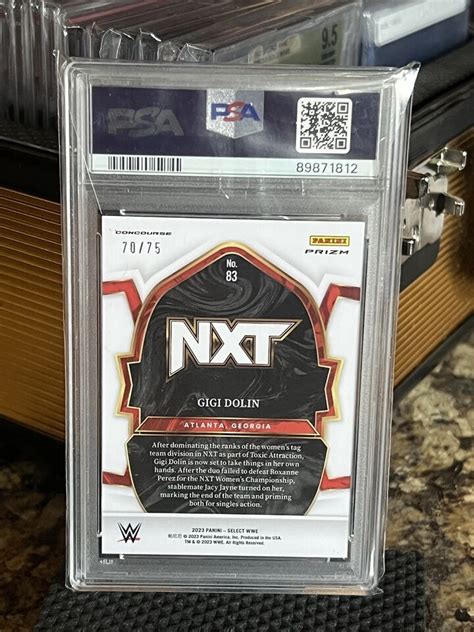 9.5
PSA
PSA
89871812
CONCOURSE
70/75
PANINI
PRIZM
No.
83
NXT
GIGI DOLIN
ATLANTA, GEORGIA
After dominating the ranks of the women's tag
team division in NXT as part of Toxic Attraction,
Gigi Dolin is now set to take things in her own
hands. After the duo failed to defeat Roxanne
Perez for the NXT Women's Championship,
stablemate Jacy Jayne turned on her,
marking the end of the team and priming
both for singles action.
W
2023 PANINI – SELECT WWE
© 2023 Panini America, Inc. Produced in the USA.
TM & © 2023 WWE. All Rights Reserved.